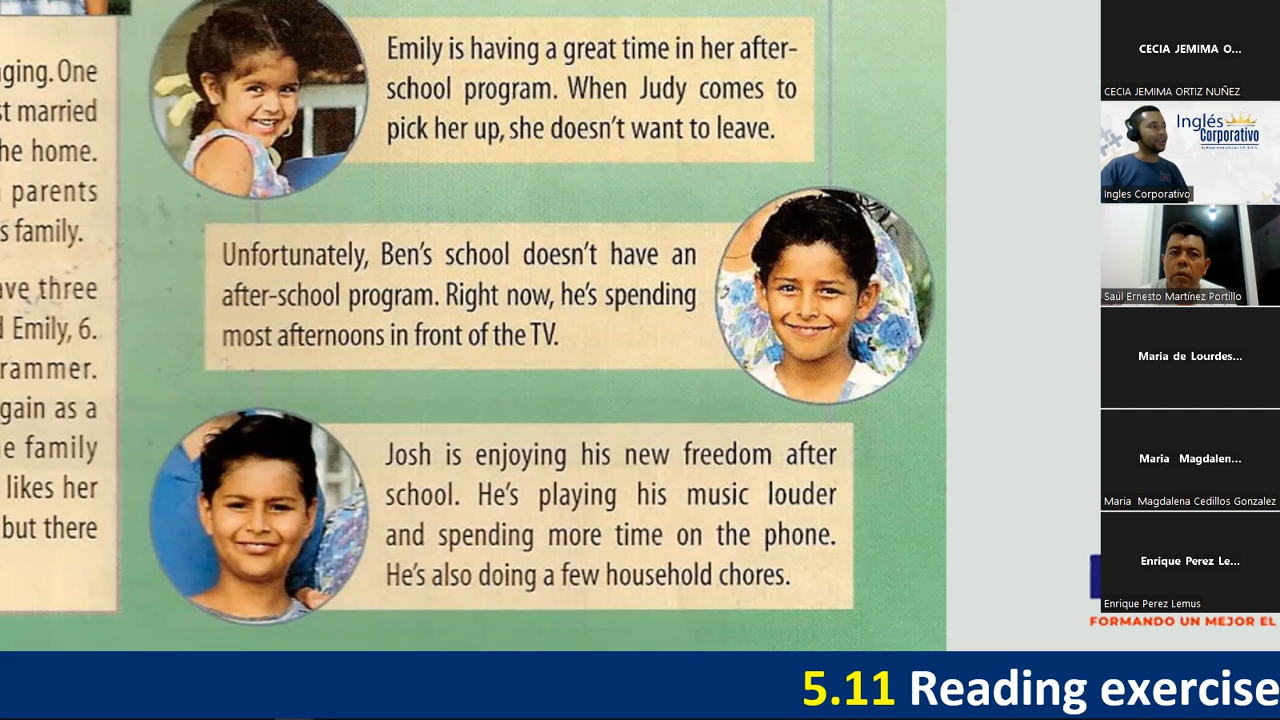 nging. One
st married
he home.
parents
s family.
ave three
Emily, 6.
rammer.
gain as a
e family
likes her
but there
Emily is having a great time in her after-
school program. When Judy comes to
pick her up, she doesn't want to leave.
Unfortunately, Ben's school doesn't have an
after-school program. Right now, he's spending
most afternoons in front of the TV.
Josh is enjoying his new freedom after
school. He's playing his music louder
and spending more time on the phone.
He's also doing a few household chores.
5.11 Reading exercise
CECIA JEMIMA O...
CECIA JEMIMA ORTIZ NUÑEZ
Inglés
Corporativo
Ingles Corporativo
Saúl Ernesto Martínez Portillo
Maria de Lourdes...
Maria Magdalen...
Maria Magdalena Cedillos Gonzalez
Enrique Perez Le...
Enrique Perez Lemus
FORMANDO UN MEJOR EL